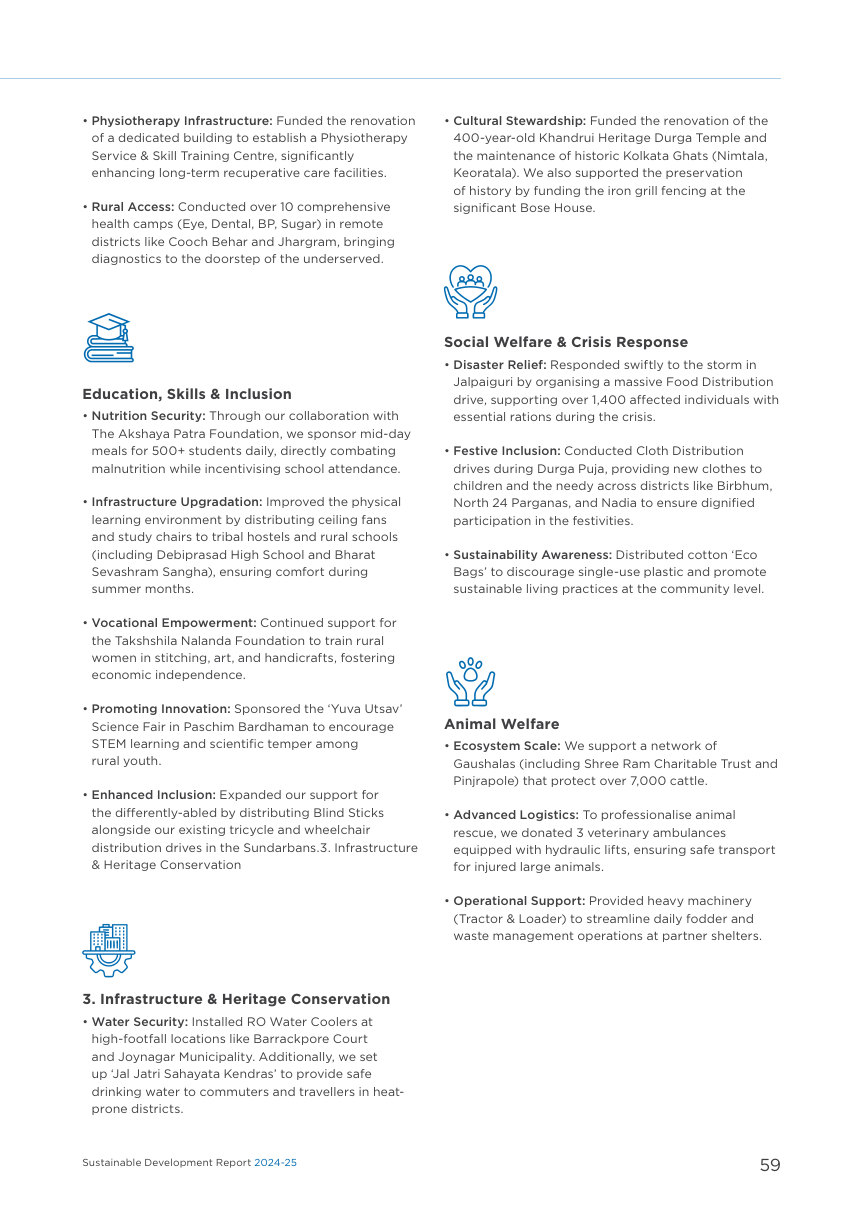 • Physiotherapy Infrastructure: Funded the renovation
of a dedicated building to establish a Physiotherapy
Service & Skill Training Centre, significantly
enhancing long-term recuperative care facilities.
• Rural Access: Conducted over 10 comprehensive
health camps (Eye, Dental, BP, Sugar) in remote
districts like Cooch Behar and Jhargram, bringing
diagnostics to the doorstep of the underserved.
Education, Skills & Inclusion
• Nutrition Security: Through our collaboration with
The Akshaya Patra Foundation, we sponsor mid-day
meals for 500+ students daily, directly combating
malnutrition while incentivising school attendance.
• Infrastructure Upgradation: Improved the physical
learning environment by distributing ceiling fans
and study chairs to tribal hostels and rural schools
(including Debiprasad High School and Bharat
Sevashram Sangha), ensuring comfort during
summer months.
• Vocational Empowerment: Continued support for
the Takshshila Nalanda Foundation to train rural
women in stitching, art, and handicrafts, fostering
economic independence.
• Promoting Innovation: Sponsored the ‘Yuva Utsav’
Science Fair in Paschim Bardhaman to encourage
STEM learning and scientific temper among
rural youth.
• Enhanced Inclusion: Expanded our support for
the differently-abled by distributing Blind Sticks
alongside our existing tricycle and wheelchair
distribution drives in the Sundarbans.3. Infrastructure
& Heritage Conservation
3. Infrastructure & Heritage Conservation
• Water Security: Installed RO Water Coolers at
high-footfall locations like Barrackpore Court
and Joynagar Municipality. Additionally, we set
up ‘Jal Jatri Sahayata Kendras’ to provide safe
drinking water to commuters and travellers in heat-
prone districts.
• Cultural Stewardship: Funded the renovation of the
400-year-old Khandrui Heritage Durga Temple and
the maintenance of historic Kolkata Ghats (Nimtala,
Keoratala). We also supported the preservation
of history by funding the iron grill fencing at the
significant Bose House.
Social Welfare & Crisis Response
• Disaster Relief: Responded swiftly to the storm in
Jalpaiguri by organising a massive Food Distribution
drive, supporting over 1,400 affected individuals with
essential rations during the crisis.
• Festive Inclusion: Conducted Cloth Distribution
drives during Durga Puja, providing new clothes to
children and the needy across districts like Birbhum,
North 24 Parganas, and Nadia to ensure dignified
participation in the festivities.
• Sustainability Awareness: Distributed cotton ‘Eco
Bags’ to discourage single-use plastic and promote
sustainable living practices at the community level.
Animal Welfare
• Ecosystem Scale: We support a network of
Gaushalas (including Shree Ram Charitable Trust and
Pinjrapole) that protect over 7,000 cattle.
• Advanced Logistics: To professionalise animal
rescue, we donated 3 veterinary ambulances
equipped with hydraulic lifts, ensuring safe transport
for injured large animals.
• Operational Support: Provided heavy machinery
(Tractor & Loader) to streamline daily fodder and
waste management operations at partner shelters.
Sustainable Development Report 2024-25
59